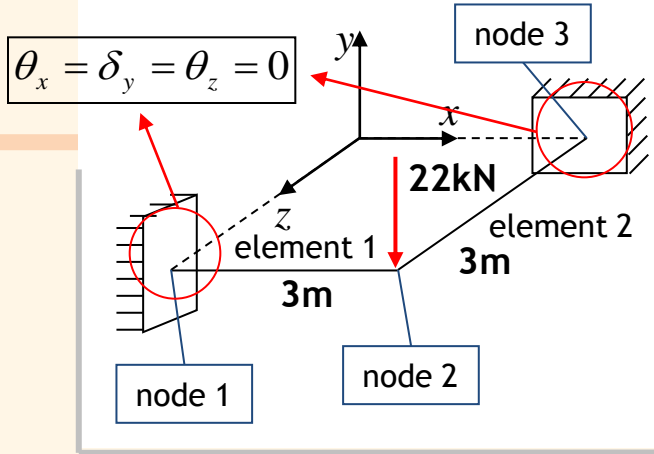 node 3
y
θx = δy = θz = 0
x
22kN
z
element 1
element 2
3m
3m
node 2
node 1